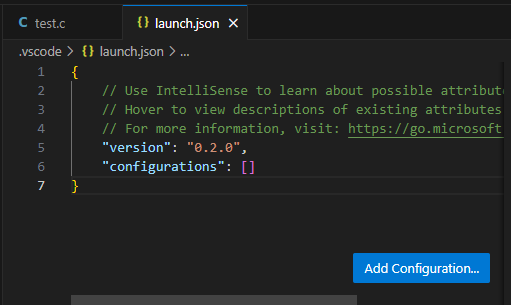 C test.c {} launch.json ×
.vscode > {} launch.json > ...
1 {
2 // Use IntelliSense to learn about possible attribut
3 // Hover to view descriptions of existing attributes
4 // For more information, visit: https://go.microsoft
5 "version": "0.2.0",
6 "configurations": []
7 }
Add Configuration...